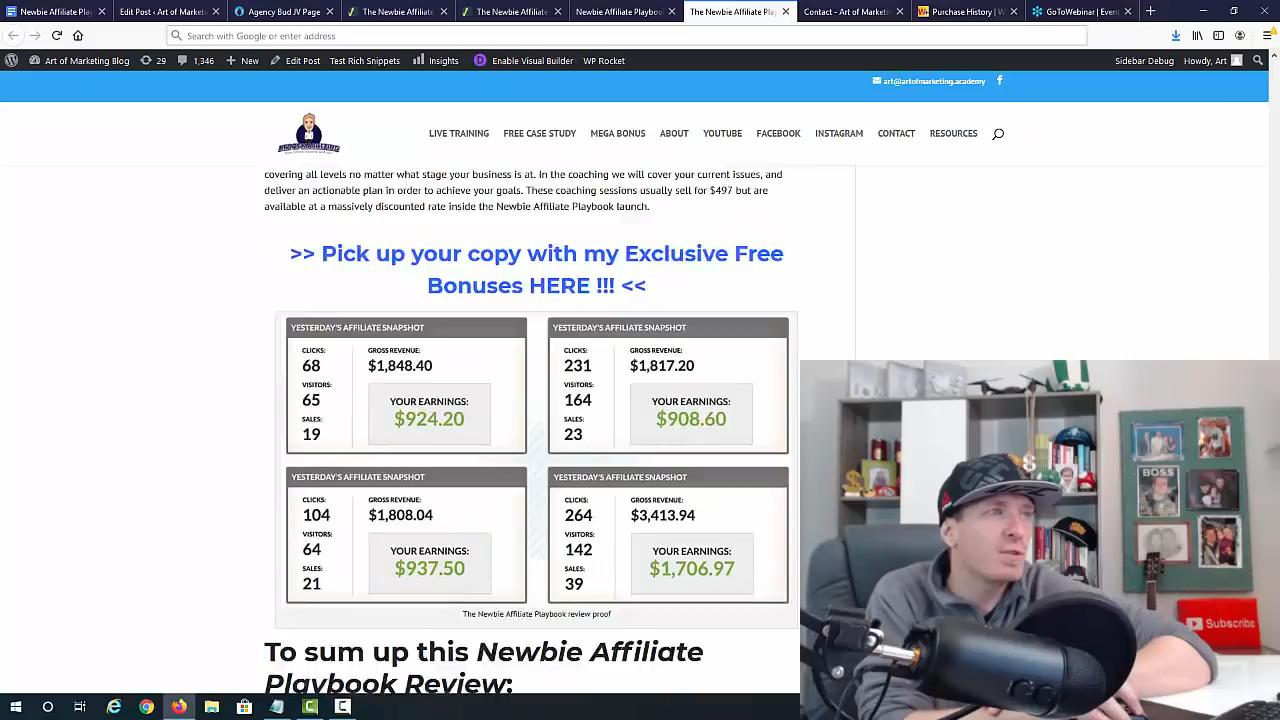 Newbie Affiliate Play
Edit Post ‹ Art of Marketin
Agency Bud JV Page
The Newbie Affiliate
The Newbie Affiliate
Newbie Affiliate Playboo
The Newbie Affiliate Pla
Contact - Art of Marketin
Purchase History | W
GoToWebinar | Even
Search with Google or enter address
Art of Marketing Blog
29
1,346
New
Edit Post
Test Rich Snippets
Insights
Enable Visual Builder
WP Rocket
Sidebar Debug
Howdy, Art
art@artofmarketing.academy
ART OF MARKETING
LIVE TRAINING
FREE CASE STUDY
MEGA BONUS
ABOUT
YOUTUBE
FACEBOOK
INSTAGRAM
CONTACT
RESOURCES
covering all levels no matter what stage your business is at. In the coaching we will cover your current issues, and
deliver an actionable plan in order to achieve your goals. These coaching sessions usually sell for $497 but are
available at a massively discounted rate inside the Newbie Affiliate Playbook launch.
>> Pick up your copy with my Exclusive Free
Bonuses HERE !!! <<
YESTERDAY'S AFFILIATE SNAPSHOT
CLICKS:
68
VISITORS:
65
SALES:
19
GROSS REVENUE:
$1,848.40
YOUR EARNINGS:
$924.20
YESTERDAY'S AFFILIATE SNAPSHOT
CLICKS:
231
VISITORS:
164
SALES:
23
GROSS REVENUE:
$1,817.20
YOUR EARNINGS:
$908.60
YESTERDAY'S AFFILIATE SNAPSHOT
CLICKS:
104
VISITORS:
64
SALES:
21
GROSS REVENUE:
$1,808.04
YOUR EARNINGS:
$937.50
YESTERDAY'S AFFILIATE SNAPSHOT
CLICKS:
264
VISITORS:
142
SALES:
39
GROSS REVENUE:
$3,413.94
YOUR EARNINGS:
$1,706.97
The Newbie Affiliate Playbook review proof
To sum up this Newbie Affiliate
Playbook Review:
BOSS
Subscribe